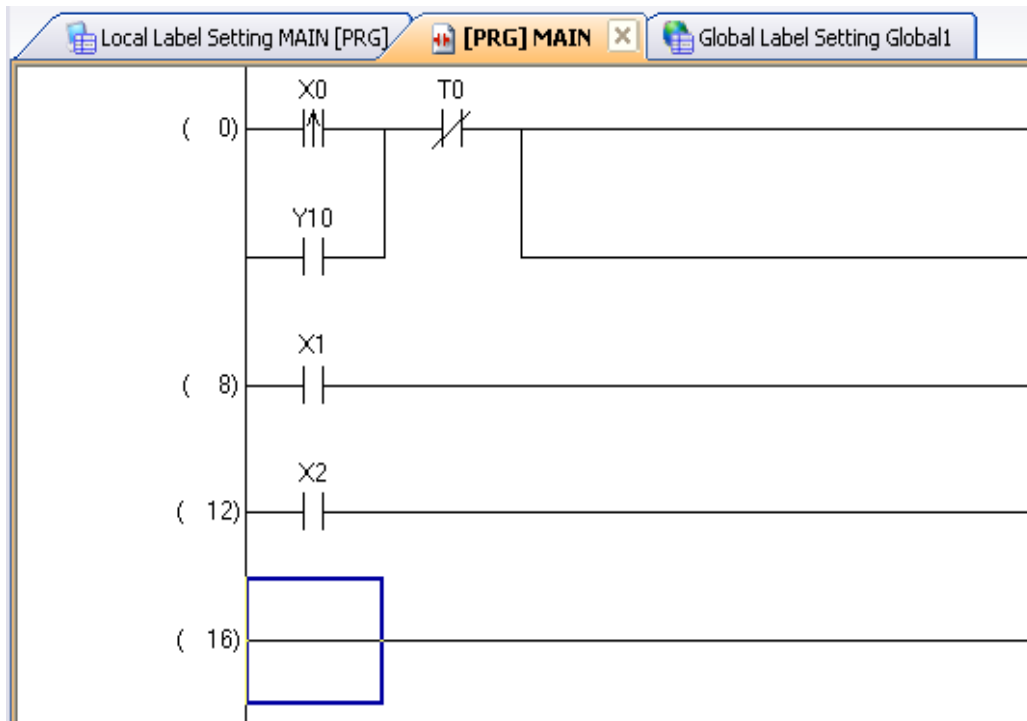 Local Label Setting MAIN [PRG] [PRG] MAIN Global Label Setting Global1
X0 T0
( 0)
Y10
X1
( 8)
X2
( 12)
( 16)